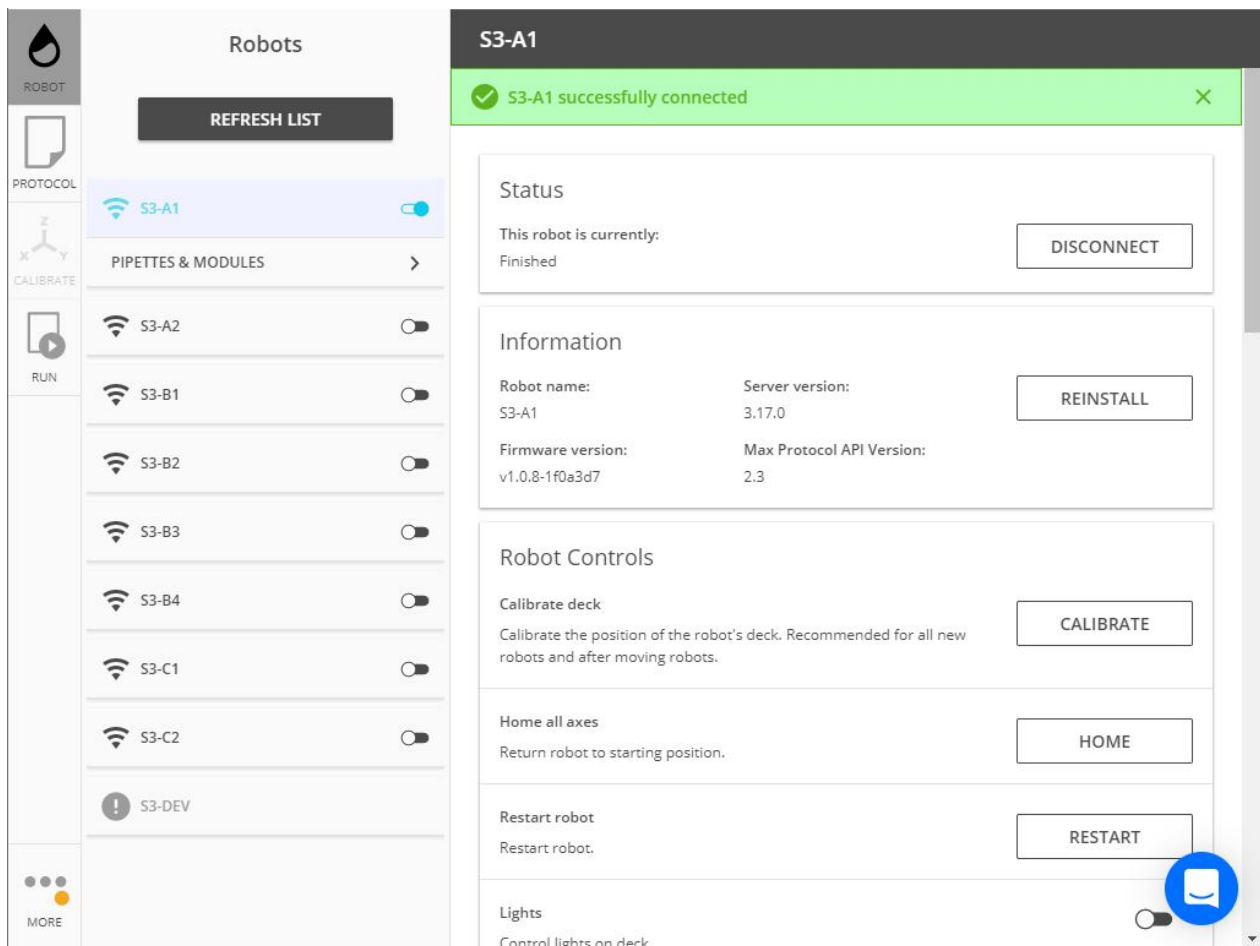 ROBOT
PROTOCOL
Z
X Y
CALIBRATE
RUN
MORE
Robots
REFRESH LIST
S3-A1
PIPETTES & MODULES
S3-A2
S3-B1
S3-B2
S3-B3
S3-B4
S3-C1
S3-C2
S3-DEV
S3-A1
S3-A1 successfully connected
Status
This robot is currently:
Finished
DISCONNECT
Information
Robot name:
S3-A1
Server version:
3.17.0
Firmware version:
v1.0.8-1f0a3d7
Max Protocol API Version:
2.3
REINSTALL
Robot Controls
Calibrate deck
Calibrate the position of the robot's deck. Recommended for all new
robots and after moving robots.
CALIBRATE
Home all axes
Return robot to starting position.
HOME
Restart robot
Restart robot.
RESTART
Lights
Control lights on deck